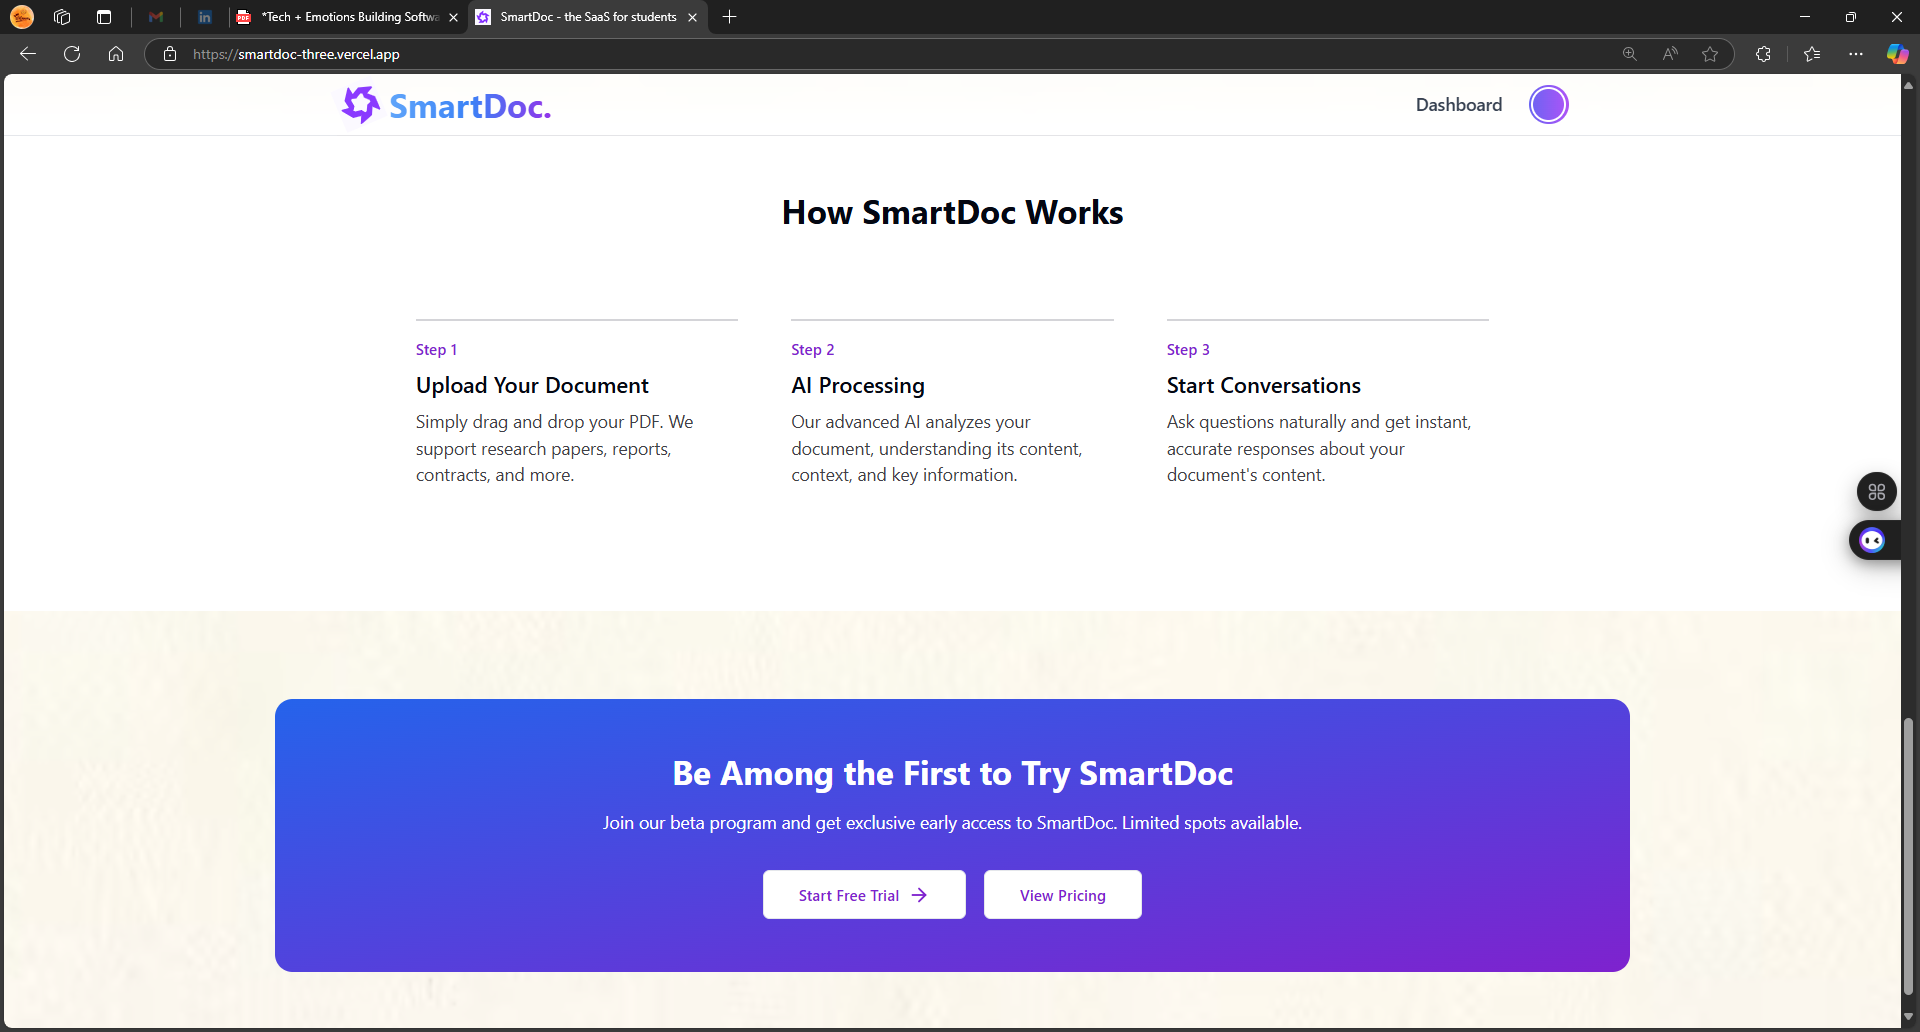 *Tech + Emotions Building Softwa
SmartDoc - the SaaS for students
https://smartdoc-three.vercel.app
SmartDoc.
Dashboard
How SmartDoc Works
Step 1
Upload Your Document
Simply drag and drop your PDF. We
support research papers, reports,
contracts, and more.
Step 2
AI Processing
Our advanced AI analyzes your
document, understanding its content,
context, and key information.
Step 3
Start Conversations
Ask questions naturally and get instant,
accurate responses about your
document's content.
Be Among the First to Try SmartDoc
Join our beta program and get exclusive early access to SmartDoc. Limited spots available.
Start Free Trial
View Pricing